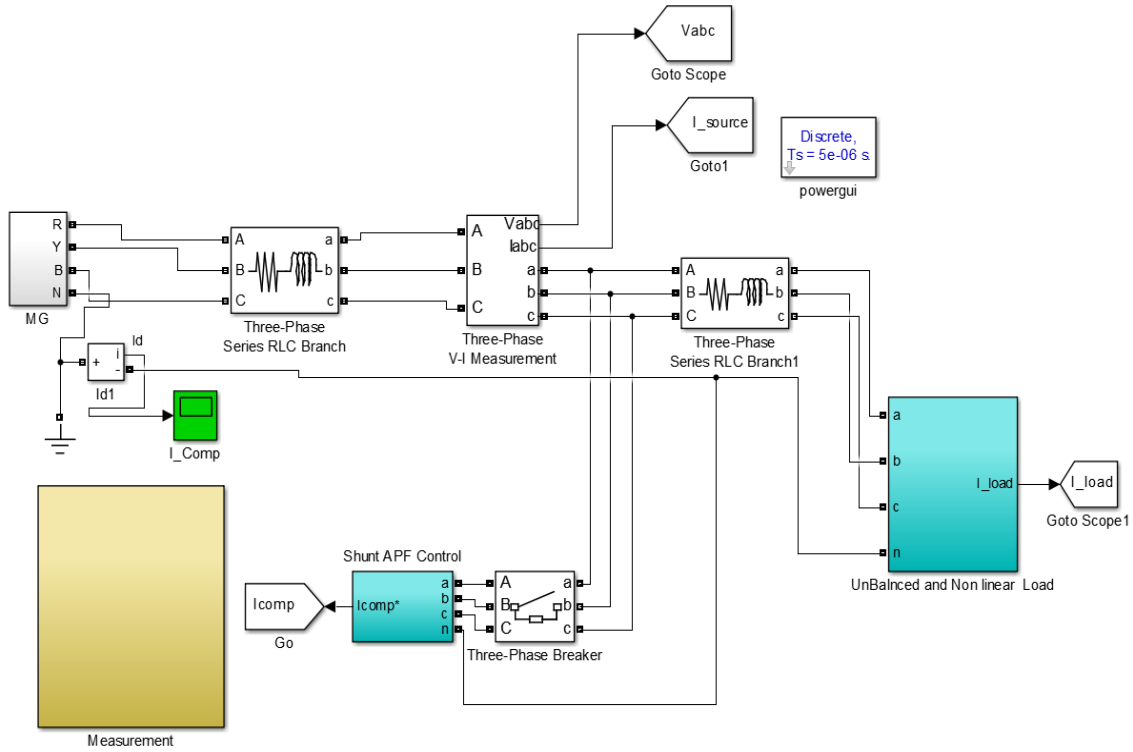 Vabc
Goto Scope
I_source
Goto1
Discrete,
Ts = 5e-06 s.
powergui
R
Y
B
N
MG
A
B
C
a
b
c
Three-Phase
Series RLC Branch
A
B
C
Vabc
Iabc
a
b
c
Three-Phase
V-I Measurement
A
B
C
a
b
c
Three-Phase
Series RLC Branch1
Id
+
i
-
Id1
I_Comp
a
b
c
n
I_load
UnBalnced and Non linear Load
I_load
Goto Scope1
Shunt APF Control
Icomp
Go
Icomp*
a
b
c
n
A
B
C
a
b
c
Three-Phase Breaker
Measurement